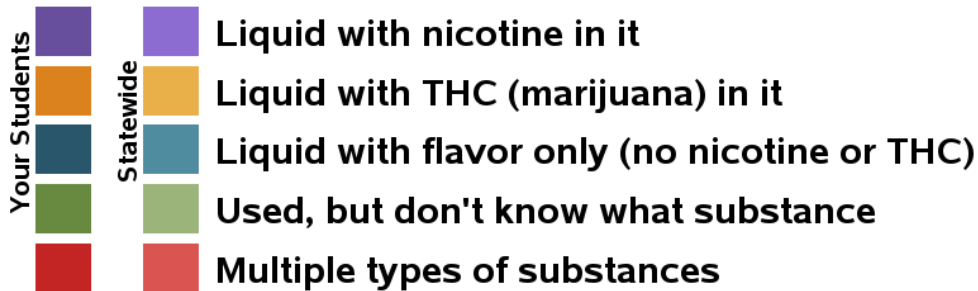 Your Students
Statewide
Liquid with nicotine in it
Liquid with THC (marijuana) in it
Liquid with flavor only (no nicotine or THC)
Used, but don't know what substance
Multiple types of substances